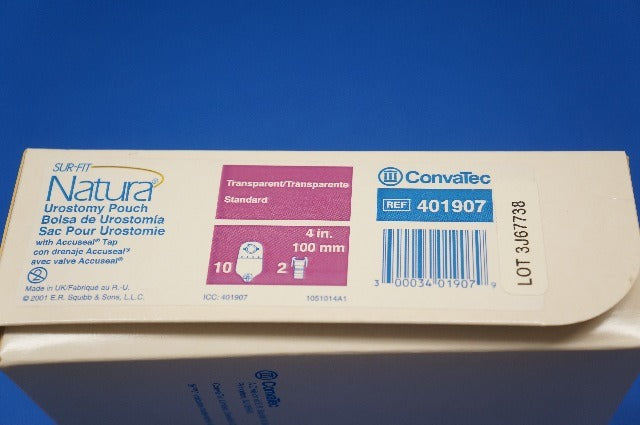 SUR-FIT
Natura®
Urostomy Pouch
Bolsa de Urostomía
Sac Pour Urostomie
with Accuseal® Tap
con drenaje Accuseal®
avec valve Accuseal®
Made in UK/Fabriqué au R.-U.
© 2001 E.R. Squibb & Sons, L.L.C.
Transparent/Transparente
Standard
4 in.
100 mm
10 2
ICC: 401907 1051014A1
ConvaTec
REF 401907
3 00034 01907 9
LOT 3J67738
ConvaTec